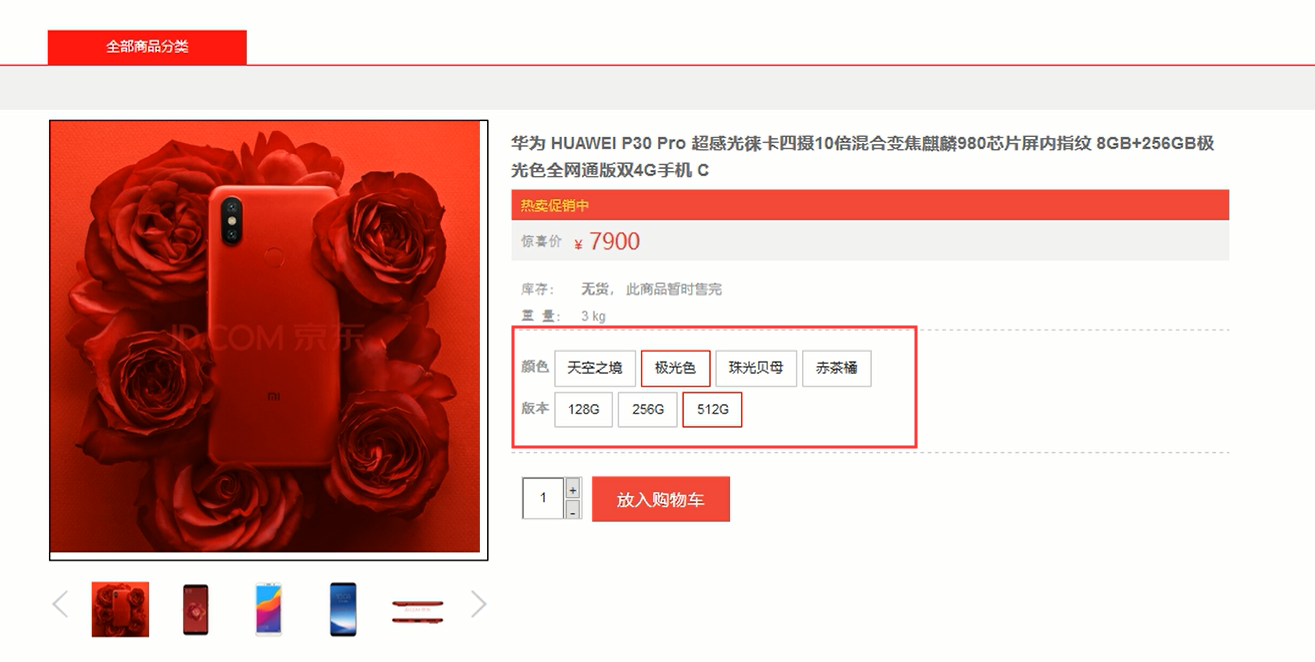 全部商品分类
华为 HUAWEI P30 Pro 超感光徕卡四摄10倍混合变焦麒麟980芯片屏内指纹 8GB+256GB极
光色全网通版双4G手机 C
热卖促销中
惊喜价 ¥ 7900
库存： 无货， 此商品暂时售完
重 量： 3 kg
颜色 天空之境 极光色 珠光贝母 赤茶橘
版本 128G 256G 512G
1 + -
放入购物车
JD.COM 京东
MI